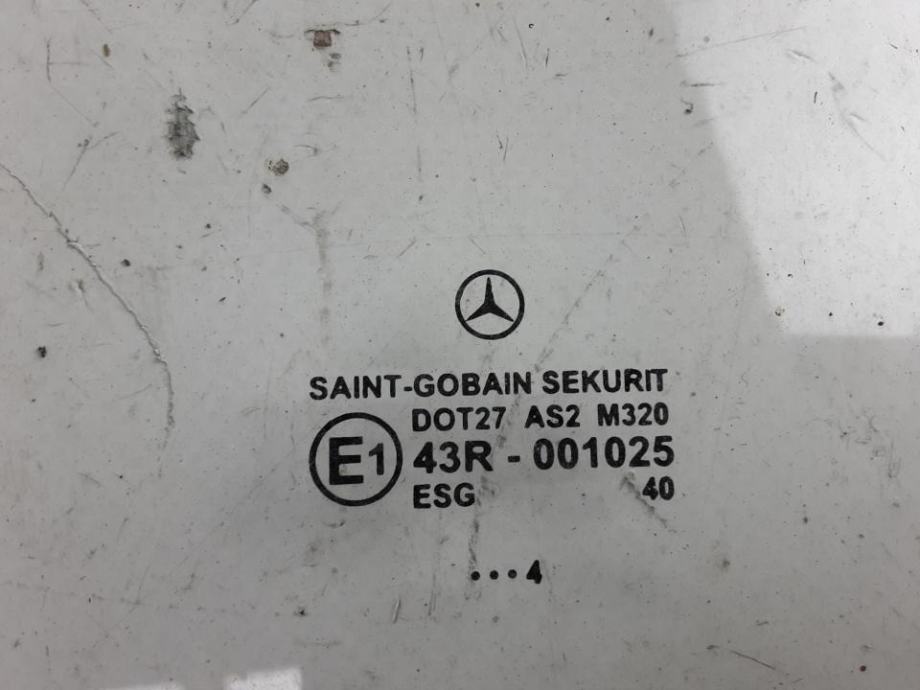 SAINT-GOBAIN SEKURIT
DOT27 AS2 M320
E1 43R - 001025
ESG 40
...4